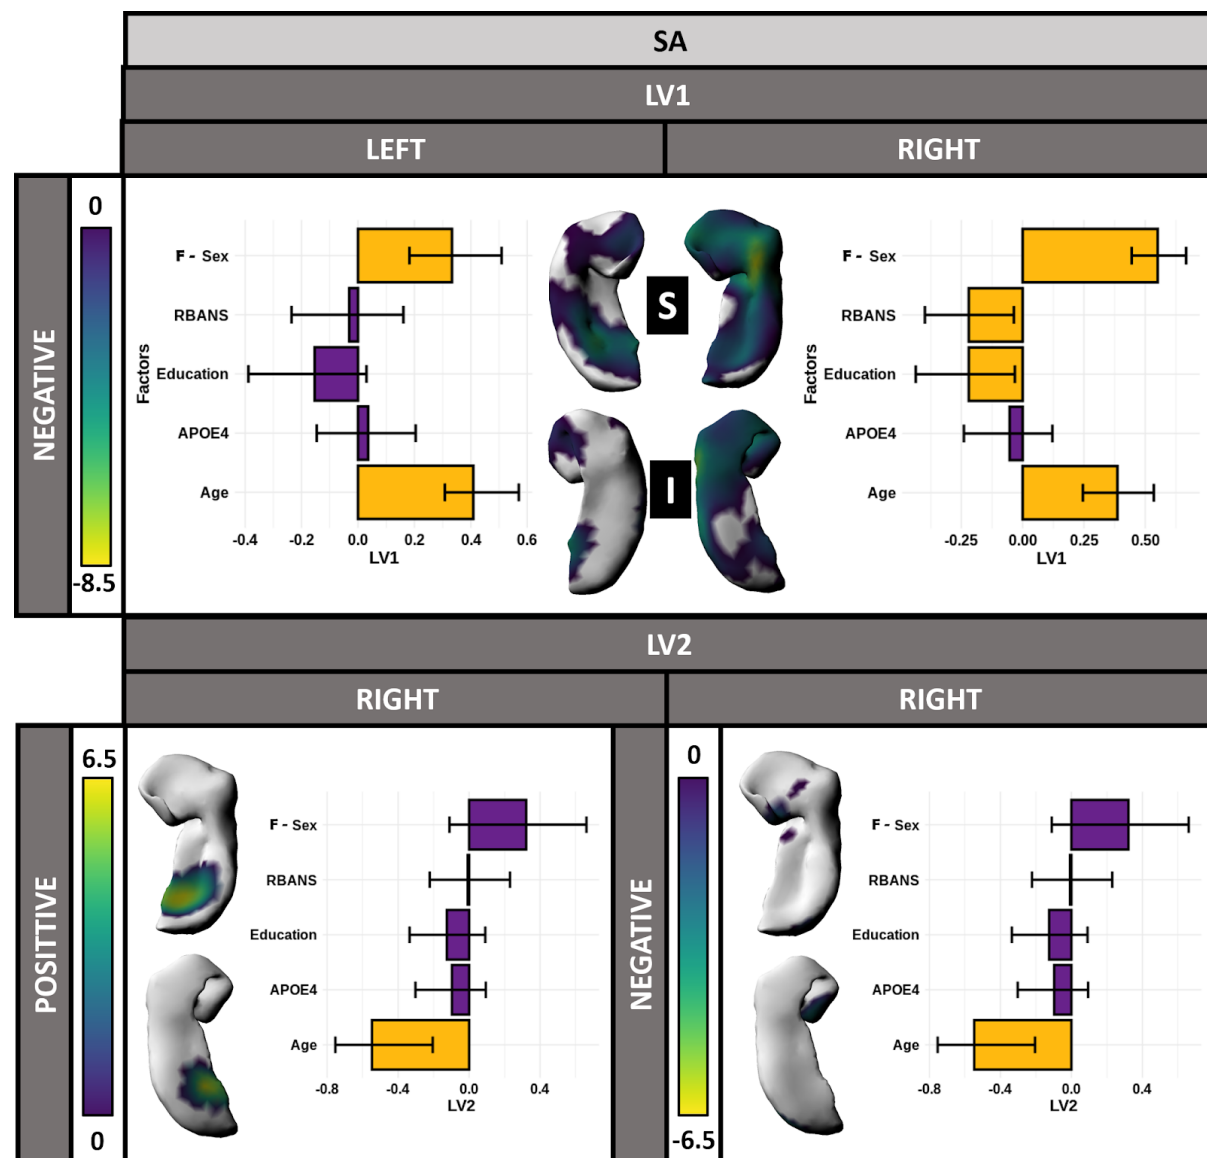 SA
LV1
LEFT
RIGHT
NEGATIVE
0
-8.5
Factors
F - Sex
RBANS
Education
APOE4
Age
-0.4
-0.2
0.0
0.2
0.4
0.6
LV1
S
I
Factors
F - Sex
RBANS
Education
APOE4
Age
-0.25
0.00
0.25
0.50
LV1
LV2
RIGHT
RIGHT
POSITTIVE
6.5
0
F - Sex
RBANS
Education
APOE4
Age
-0.8
-0.4
0.0
0.4
LV2
NEGATIVE
0
-6.5
F - Sex
RBANS
Education
APOE4
Age
-0.8
-0.4
0.0
0.4
LV2